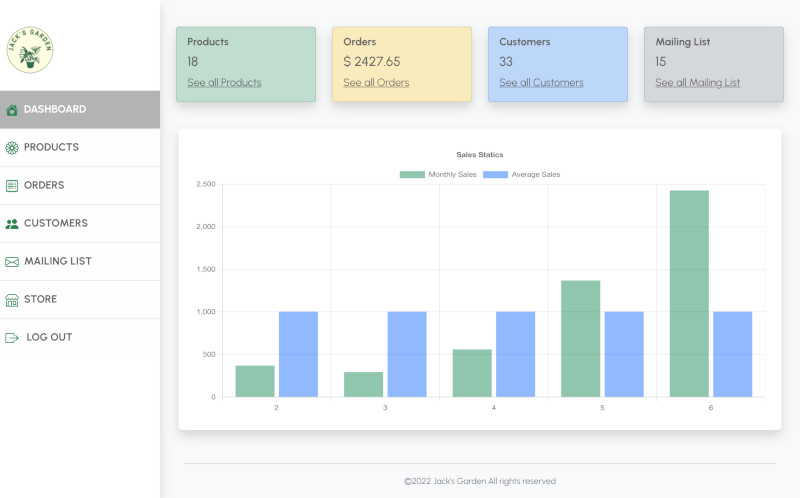 JACK'S GARDEN
DASHBOARD
PRODUCTS
ORDERS
CUSTOMERS
MAILING LIST
STORE
LOG OUT
Products
18
See all Products
Orders
$ 2427.65
See all Orders
Customers
33
See all Customers
Mailing List
15
See all Mailing List
Sales Statics
Monthly Sales
Average Sales
2,500
2,000
1,500
1,000
500
0
2 3 4 5 6
©2022 Jack's Garden All rights reserved